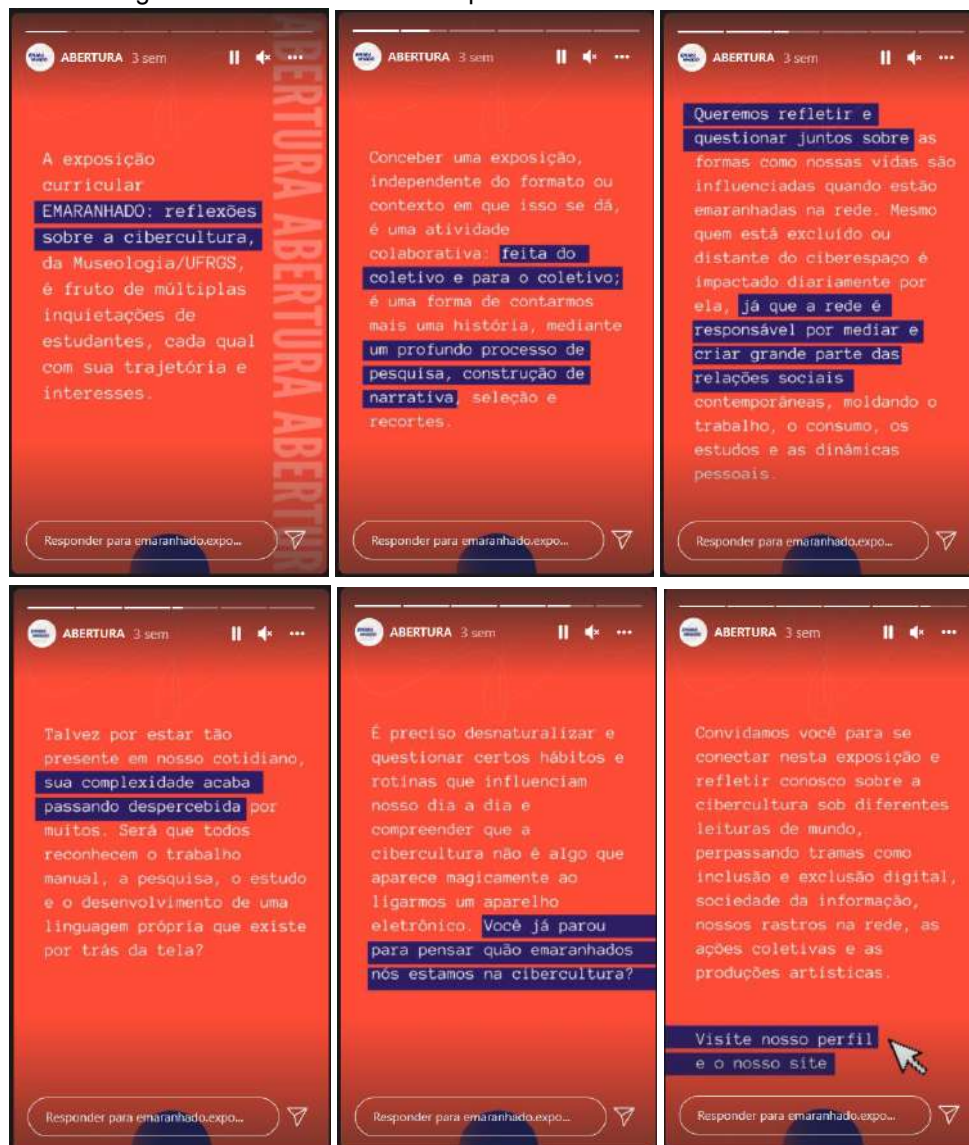 ABERTURA 3 sem
A exposição
curricular
EMARANHADO: reflexões
sobre a cibercultura,
da Museologia/UFRGS,
é fruto de múltiplas
inquietações de
estudantes, cada qual
com sua trajetória e
interesses.
ABERTURA ABERTURA ABERTUR
Responder para emaranhado.expo...
ABERTURA 3 sem
Conceber uma exposição,
independente do formato ou
contexto em que isso se dá,
é uma atividade
colaborativa: feita do
coletivo e para o coletivo;
é uma forma de contarmos
mais uma história, mediante
um profundo processo de
pesquisa, construção de
narrativa, seleção e
recortes.
Responder para emaranhado.expo...
ABERTURA 3 sem
Queremos refletir e
questionar juntos sobre as
formas como nossas vidas são
influenciadas quando estão
emaranhadas na rede. Mesmo
quem está excluído ou
distante do ciberespaço é
impactado diariamente por
ela, já que a rede é
responsável por mediar e
criar grande parte das
relações sociais
contemporâneas, moldando o
trabalho, o consumo, os
estudos e as dinâmicas
pessoais.
Responder para emaranhado.expo...
ABERTURA 3 sem
Talvez por estar tão
presente em nosso cotidiano,
sua complexidade acaba
passando despercebida por
muitos. Será que todos
reconhecem o trabalho
manual, a pesquisa, o estudo
e o desenvolvimento de uma
linguagem própria que existe
por trás da tela?
Responder para emaranhado.expo...
ABERTURA 3 sem
É preciso desnaturalizar e
questionar certos hábitos e
rotinas que influenciam
nosso dia a dia e
compreender que a
cibercultura não é algo que
aparece magicamente ao
ligarmos um aparelho
eletrônico. Você já parou
para pensar quão emaranhados
nós estamos na cibercultura?
Responder para emaranhado.expo...
ABERTURA 3 sem
Convidamos você para se
conectar nesta exposição e
refletir conosco sobre a
cibercultura sob diferentes
leituras de mundo,
perpassando tramas como
inclusão e exclusão digital,
sociedade da informação,
nossos rastros na rede, as
ações coletivas e as
produções artísticas.
Visite nosso perfil
e o nosso site
Responder para emaranhado.expo...